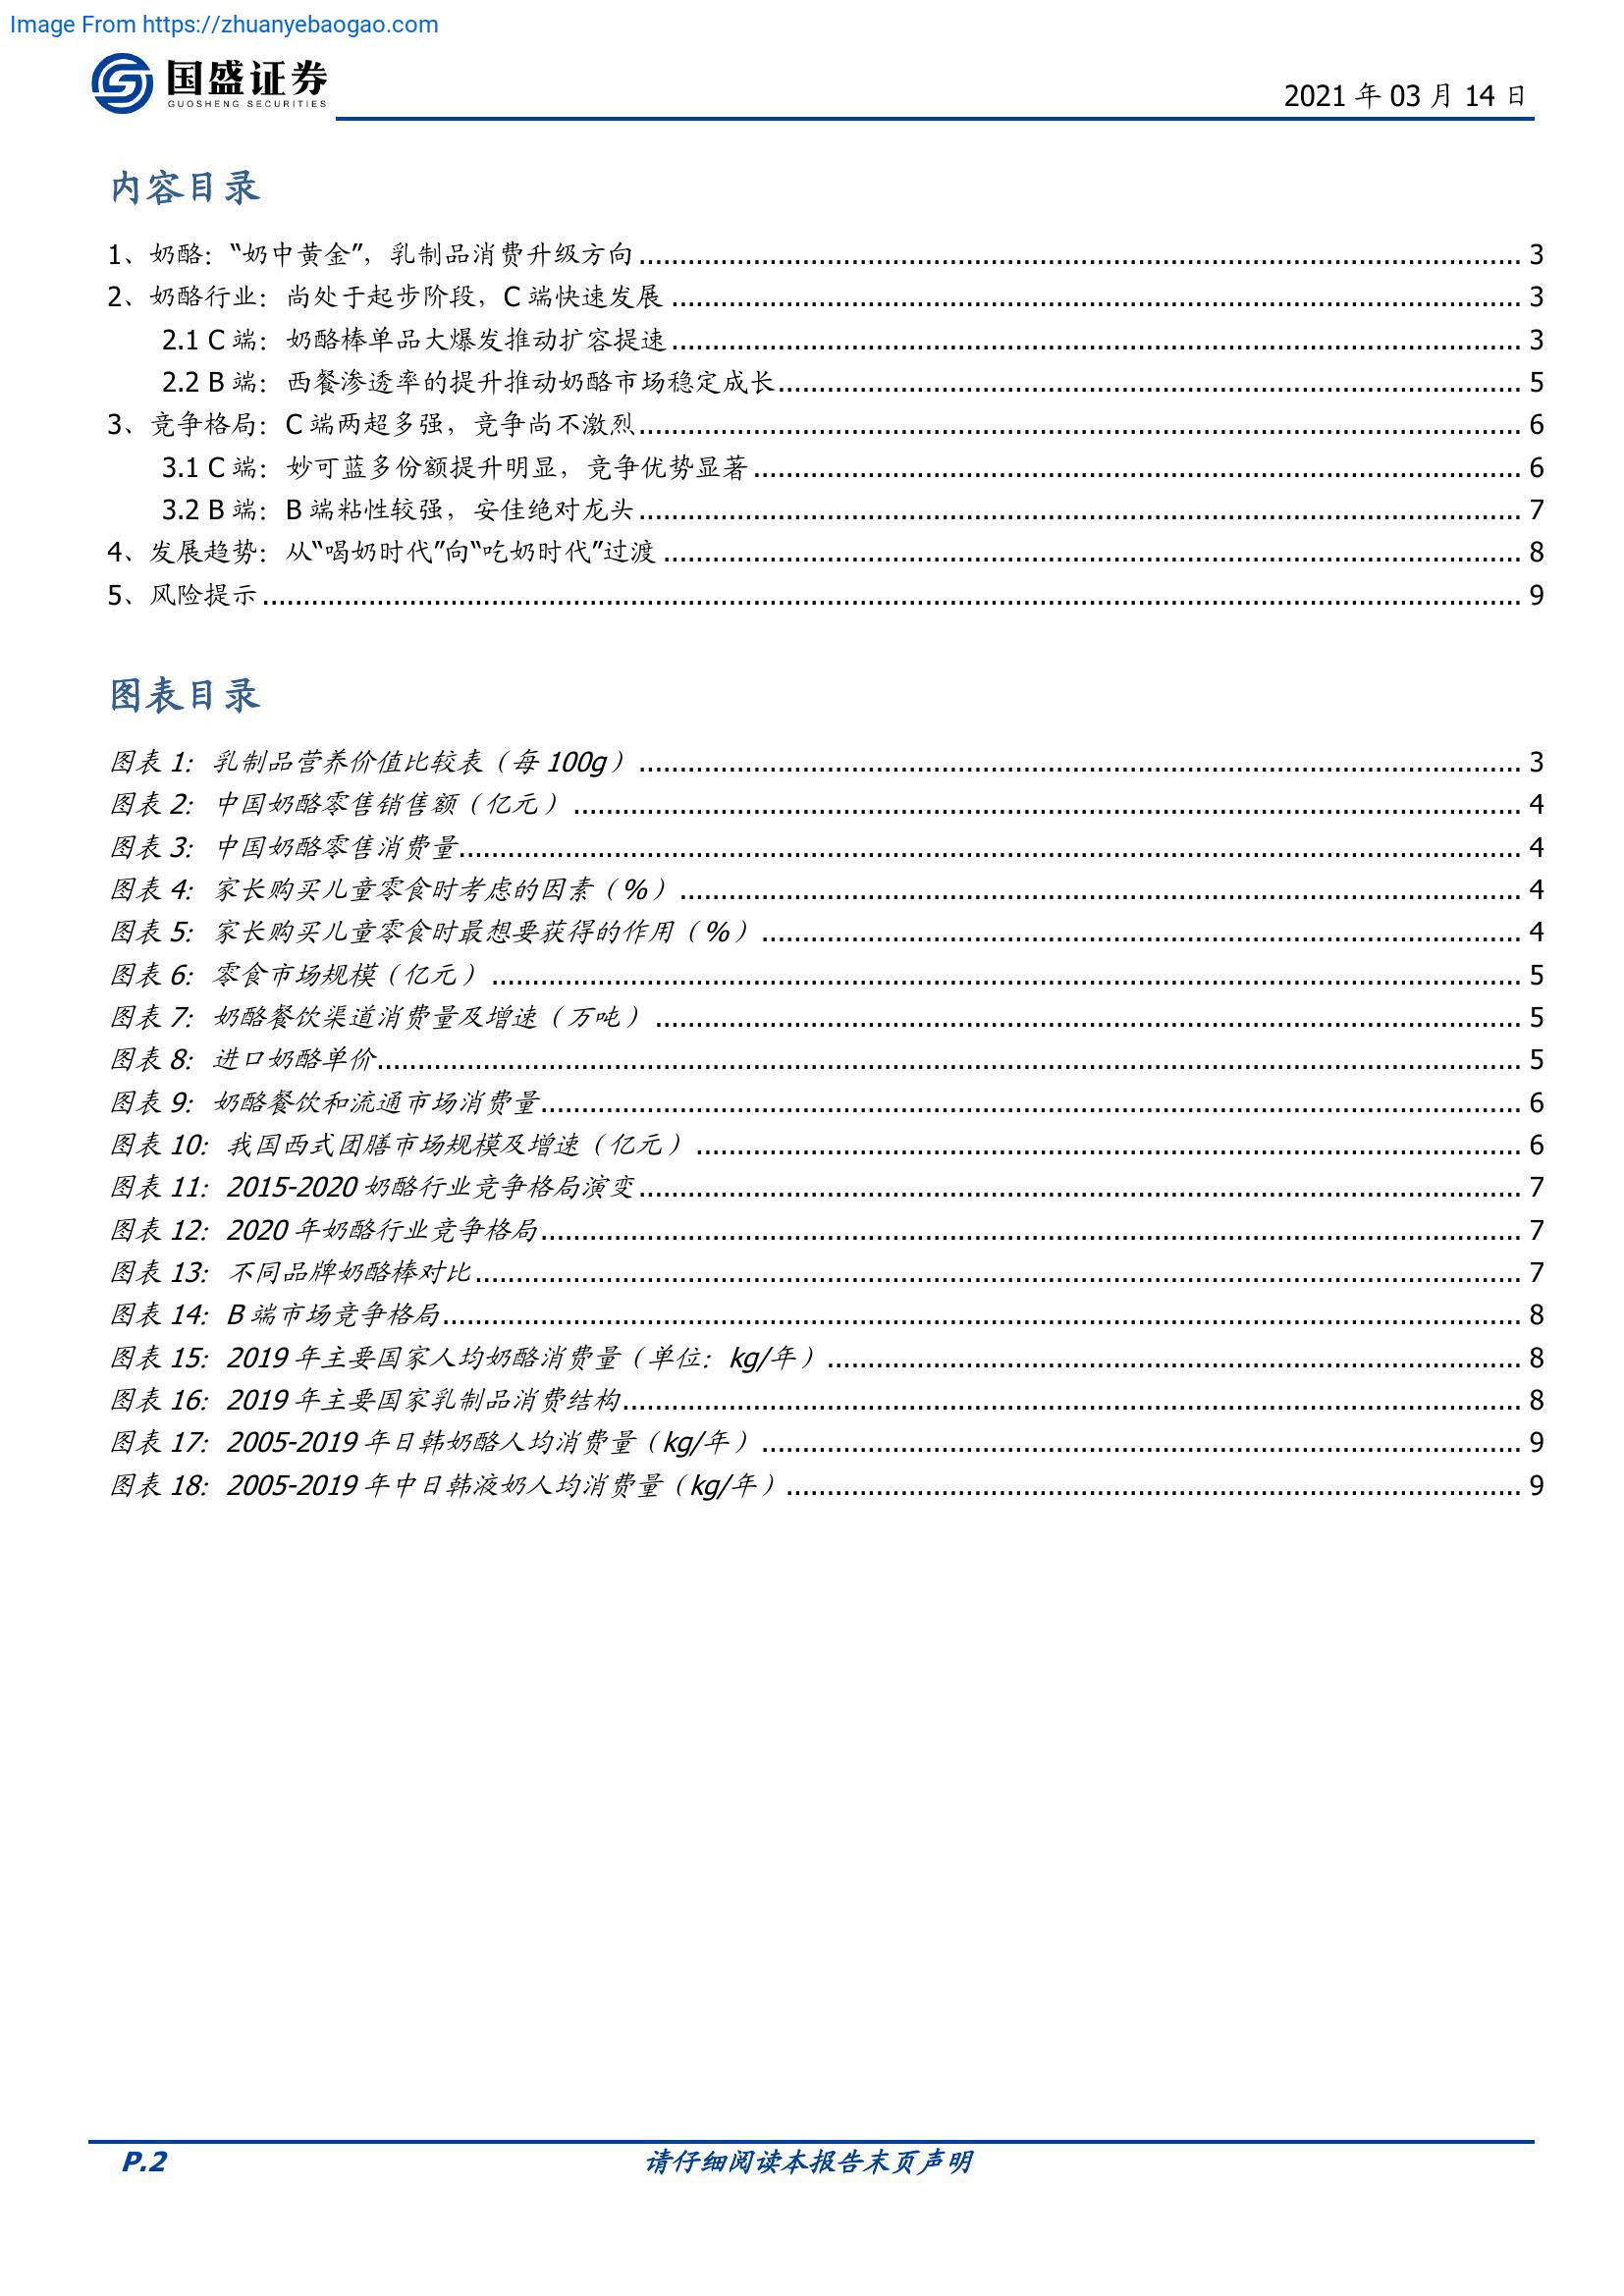 Image From https://zhuanyebaogao.com
国盛证券
GUOSHENG SECURITIES
2021 年 03 月 14 日
内容目录
1、奶酪：“奶中黄金”，乳制品消费升级方向 3
2、奶酪行业：尚处于起步阶段，C 端快速发展 3
2.1 C 端：奶酪棒单品大爆发推动扩容提速 3
2.2 B 端：西餐渗透率的提升推动奶酪市场稳定成长 5
3、竞争格局：C 端两超多强，竞争尚不激烈 6
3.1 C 端：妙可蓝多份额提升明显，竞争优势显著 6
3.2 B 端：B 端粘性较强，安佳绝对龙头 7
4、发展趋势：从“喝奶时代”向“吃奶时代”过渡 8
5、风险提示 9
图表目录
图表 1：乳制品营养价值比较表（每 100g） 3
图表 2：中国奶酪零售销售额（亿元） 4
图表 3：中国奶酪零售消费量 4
图表 4：家长购买儿童零食时考虑的因素（%） 4
图表 5：家长购买儿童零食时最想要获得的作用（%） 4
图表 6：零食市场规模（亿元） 5
图表 7：奶酪餐饮渠道消费量及增速（万吨） 5
图表 8：进口奶酪单价 5
图表 9：奶酪餐饮和流通市场消费量 6
图表 10：我国西式团膳市场规模及增速（亿元） 6
图表 11：2015-2020 奶酪行业竞争格局演变 7
图表 12：2020 年奶酪行业竞争格局 7
图表 13：不同品牌奶酪棒对比 7
图表 14：B 端市场竞争格局 8
图表 15：2019 年主要国家人均奶酪消费量（单位：kg/年） 8
图表 16：2019 年主要国家乳制品消费结构 8
图表 17：2005-2019 年日韩奶酪人均消费量（kg/年） 9
图表 18：2005-2019 年中日韩液奶人均消费量（kg/年） 9
P.2
请仔细阅读本报告末页声明